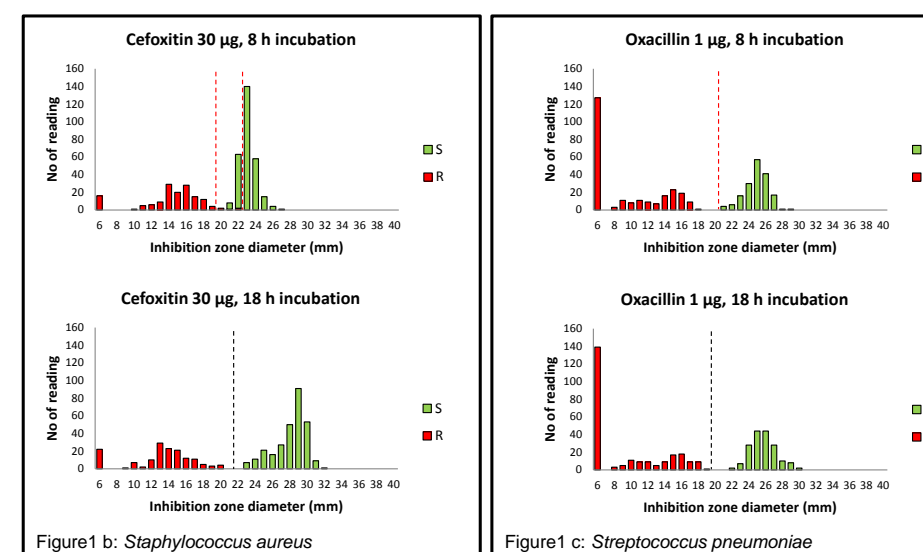 Cefoxitin 30 µg, 8 h incubation
160
140
120
100
80
60
40
20
0
No of reading
6 8 10 12 14 16 18 20 22 24 26 28 30 32 34 36 38 40
Inhibition zone diameter (mm)
S
R
Cefoxitin 30 µg, 18 h incubation
160
140
120
100
80
60
40
20
0
No of reading
6 8 10 12 14 16 18 20 22 24 26 28 30 32 34 36 38 40
Inhibition zone diameter (mm)
S
R
Figure1 b: Staphylococcus aureus
Oxacillin 1 µg, 8 h incubation
160
140
120
100
80
60
40
20
0
No of reading
6 8 10 12 14 16 18 20 22 24 26 28 30 32 34 36 38 40
Inhibition zone diameter (mm)
Oxacillin 1 µg, 18 h incubation
160
140
120
100
80
60
40
20
0
No of reading
6 8 10 12 14 16 18 20 22 24 26 28 30 32 34 36 38 40
Inhibition zone diameter (mm)
Figure1 c: Streptococcus pneumoniae